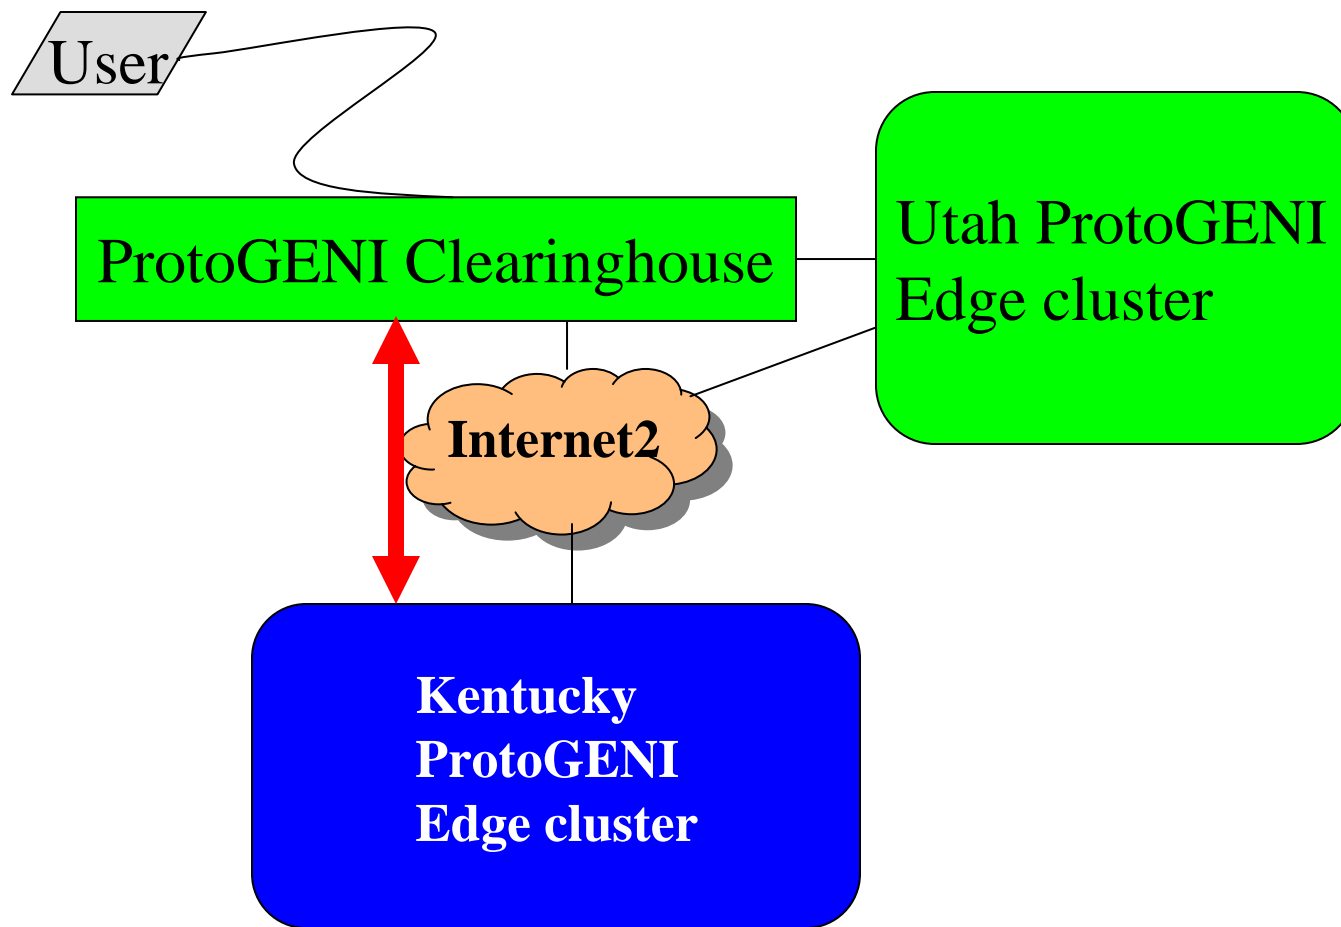 User
ProtoGENI Clearinghouse
Utah ProtoGENI
Edge cluster
Internet2
Kentucky
ProtoGENI
Edge cluster